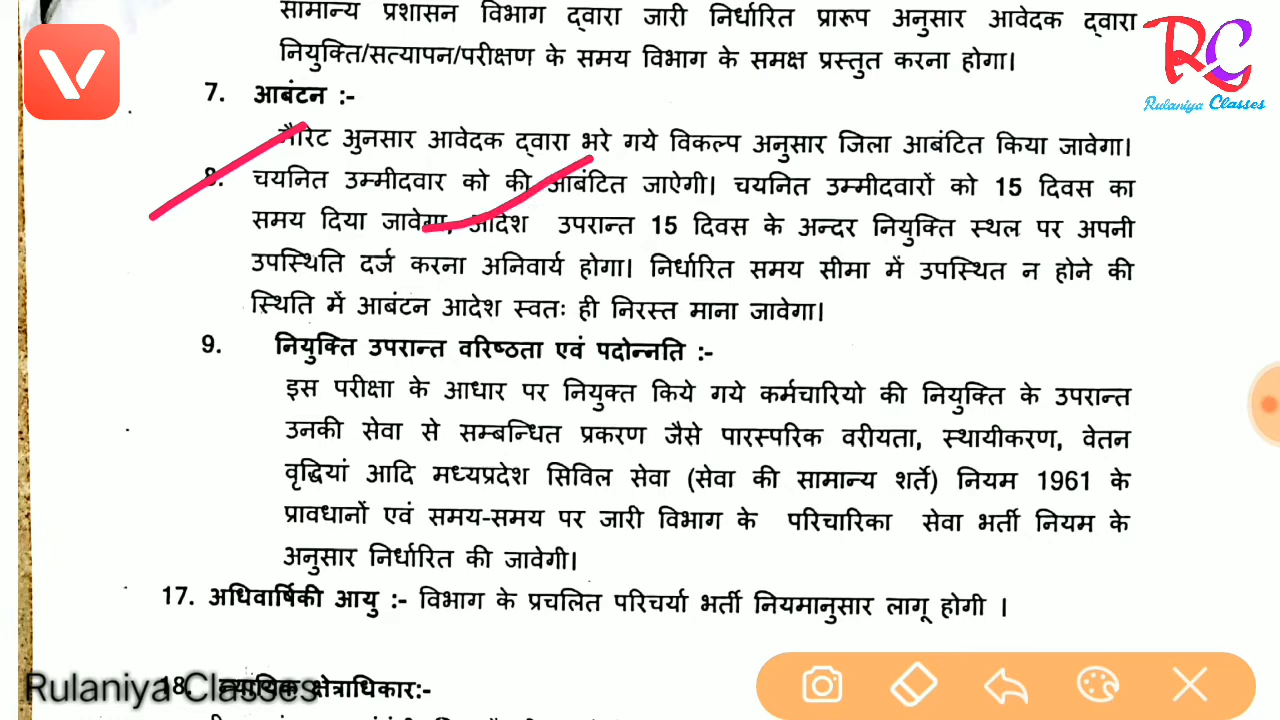 सामान्य प्रशासन विभाग द्वारा जारी निर्धारित प्रारूप अनुसार आवेदक द्वारा
नियुक्ति/सत्यापन/परीक्षण के समय विभाग के समक्ष प्रस्तुत करना होगा।
RC
Rulaniya Classes
7. आबंटन :-
मैरिट अुनसार आवेदक द्वारा भरे गये विकल्प अनुसार जिला आबंटित किया जावेगा।
8. चयनित उम्मीदवार को की आबंटित जाऐगी। चयनित उम्मीदवारों को 15 दिवस का
समय दिया जावेगा, आदेश उपरान्त 15 दिवस के अन्दर नियुक्ति स्थल पर अपनी
उपस्थिति दर्ज करना अनिवार्य होगा। निर्धारित समय सीमा में उपस्थित न होने की
स्थिति में आबंटन आदेश स्वतः ही निरस्त माना जावेगा।
9. नियुक्ति उपरान्त वरिष्ठता एवं पदोन्नति :-
इस परीक्षा के आधार पर नियुक्त किये गये कर्मचारियो की नियुक्ति के उपरान्त
उनकी सेवा से सम्बन्धित प्रकरण जैसे पारस्परिक वरीयता, स्थायीकरण, वेतन
वृद्धियां आदि मध्यप्रदेश सिविल सेवा (सेवा की सामान्य शर्ते) नियम 1961 के
प्रावधानों एवं समय-समय पर जारी विभाग के परिचारिका सेवा भर्ती नियम के
अनुसार निर्धारित की जावेगी।
17. अधिवार्षिकी आयु :- विभाग के प्रचलित परिचर्या भर्ती नियमानुसार लागू होगी ।
18. न्यायिक क्षेत्राधिकार:-
Rulaniya Classes